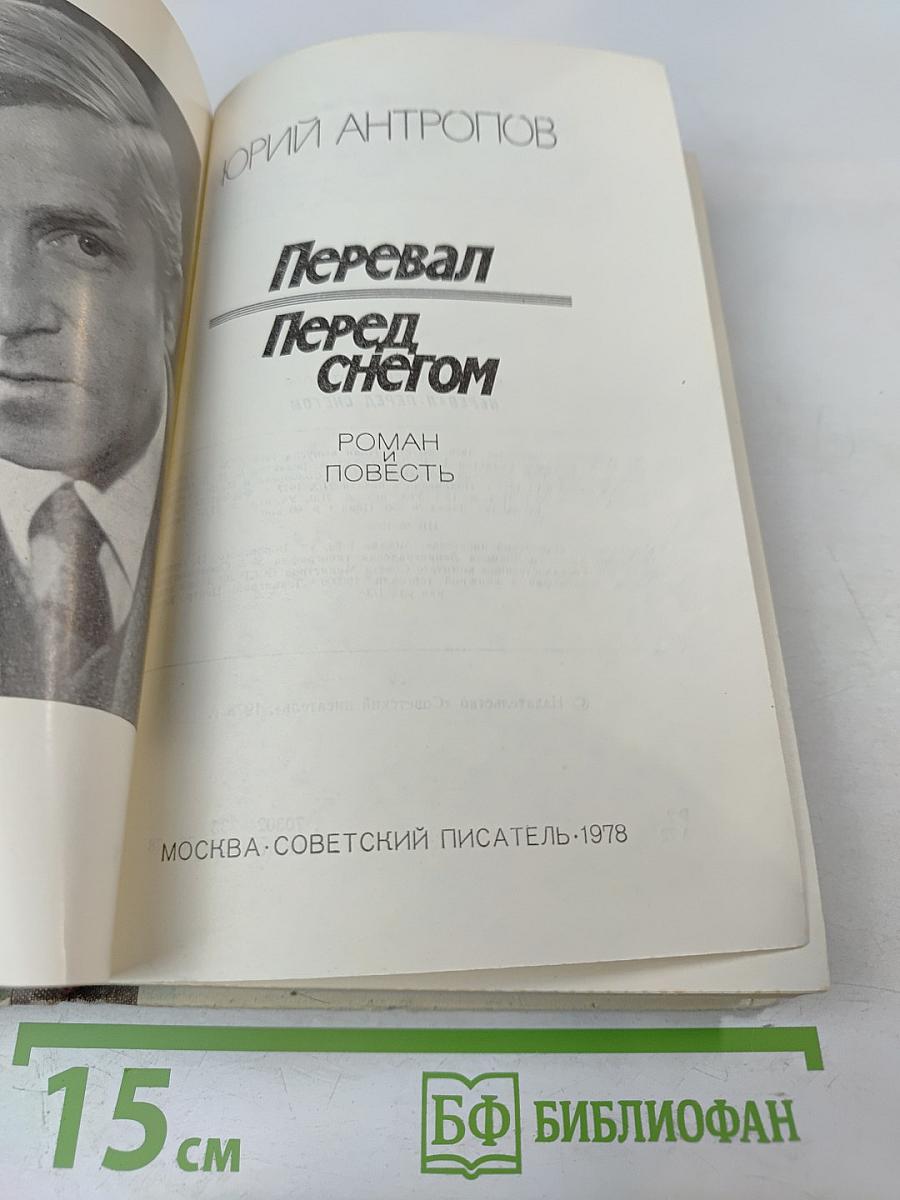 ЮРИЙ АНТРОПОВ
Перевал
Перед
снегом
РОМАН
и
ПОВЕСТЬ
МОСКВА·СОВЕТСКИЙ ПИСАТЕЛЬ·1978
15 см
БФ БИБЛИОФАН